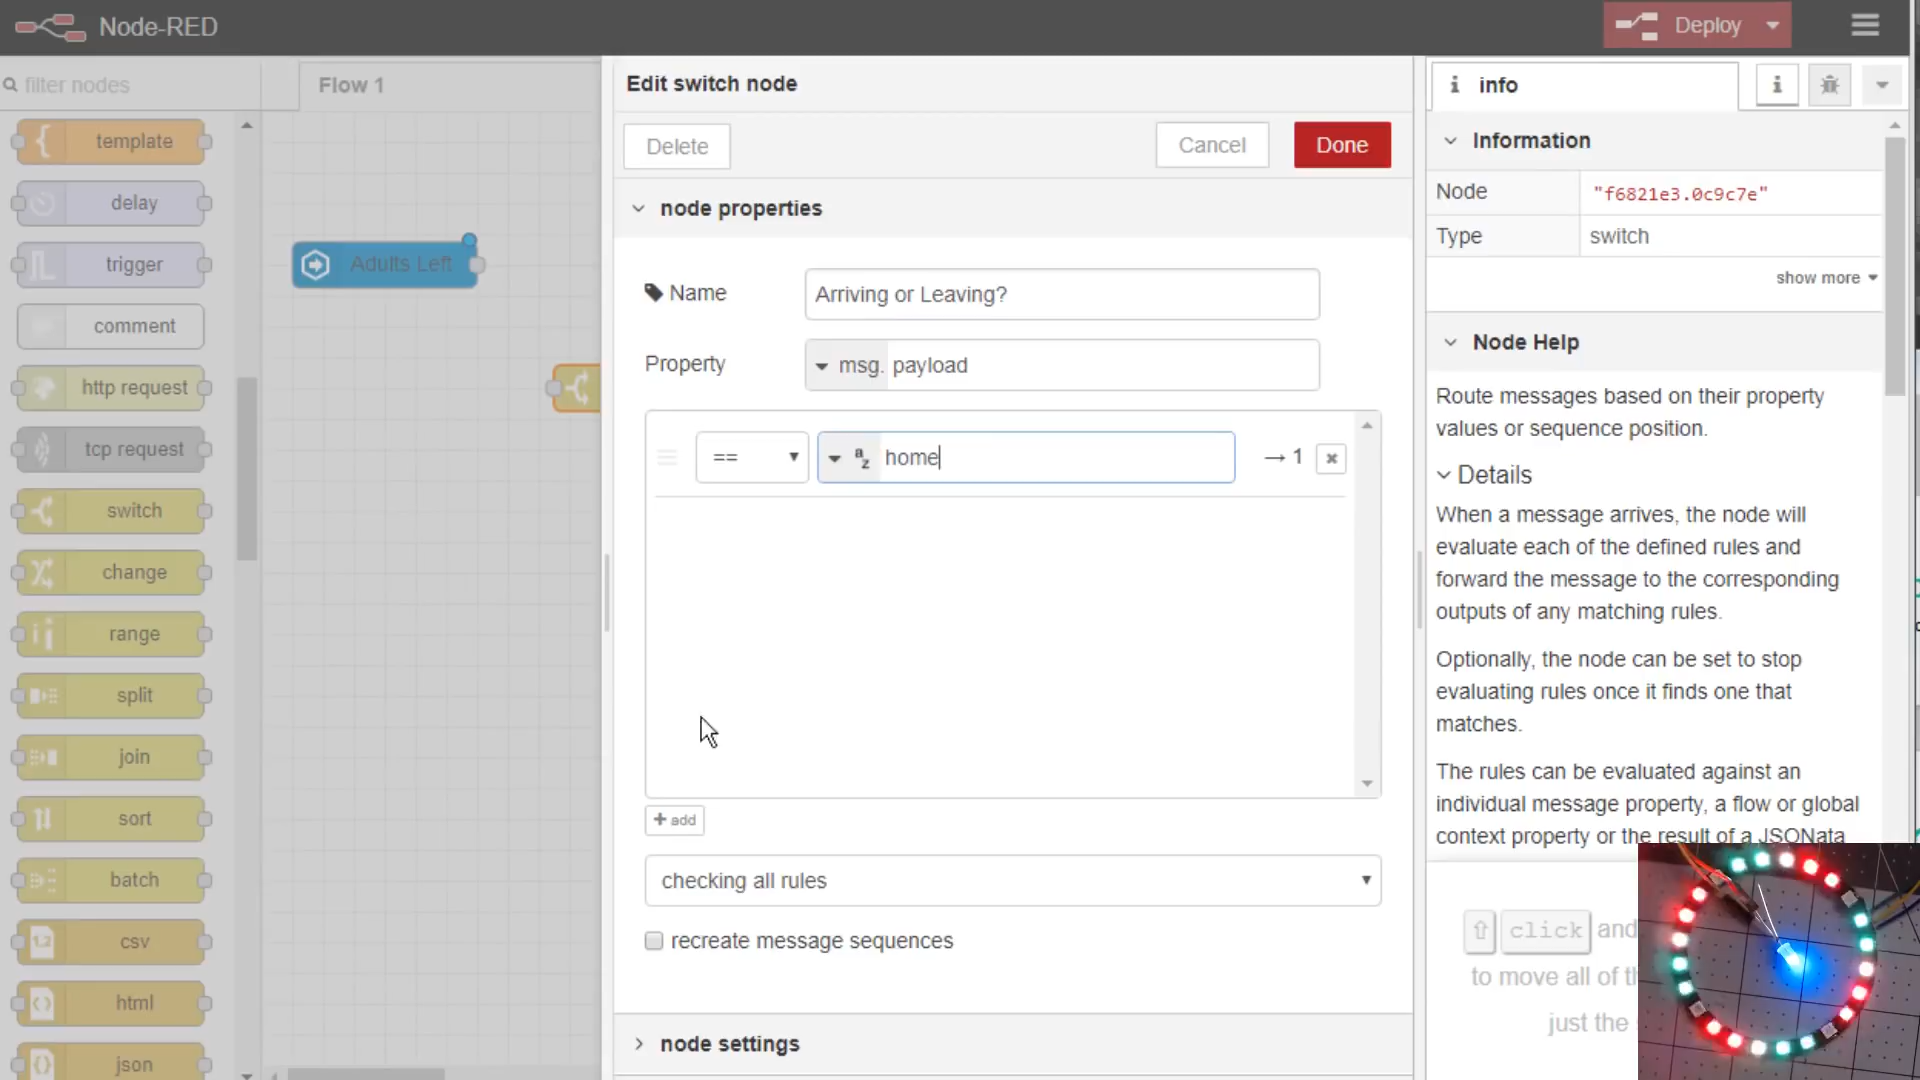 Node-RED
Deploy
filter nodes
Flow 1
Edit switch node
info
template
Delete
Cancel
Done
Information
Node
"f6821e3.0c9c7e"
delay
node properties
Type
switch
trigger
Adults Left
show more
Name
Arriving or Leaving?
comment
Node Help
Property
msg. payload
http request
Route messages based on their property
values or sequence position.
tcp request
==
az
home
→ 1
Details
switch
When a message arrives, the node will
evaluate each of the defined rules and
forward the message to the corresponding
outputs of any matching rules.
change
range
Optionally, the node can be set to stop
evaluating rules once it finds one that
matches.
split
join
The rules can be evaluated against an
individual message property, a flow or global
context property or the result of a JSONata
sort
+ add
batch
checking all rules
click and
csv
recreate message sequences
to move all of
html
just the
node settings
json